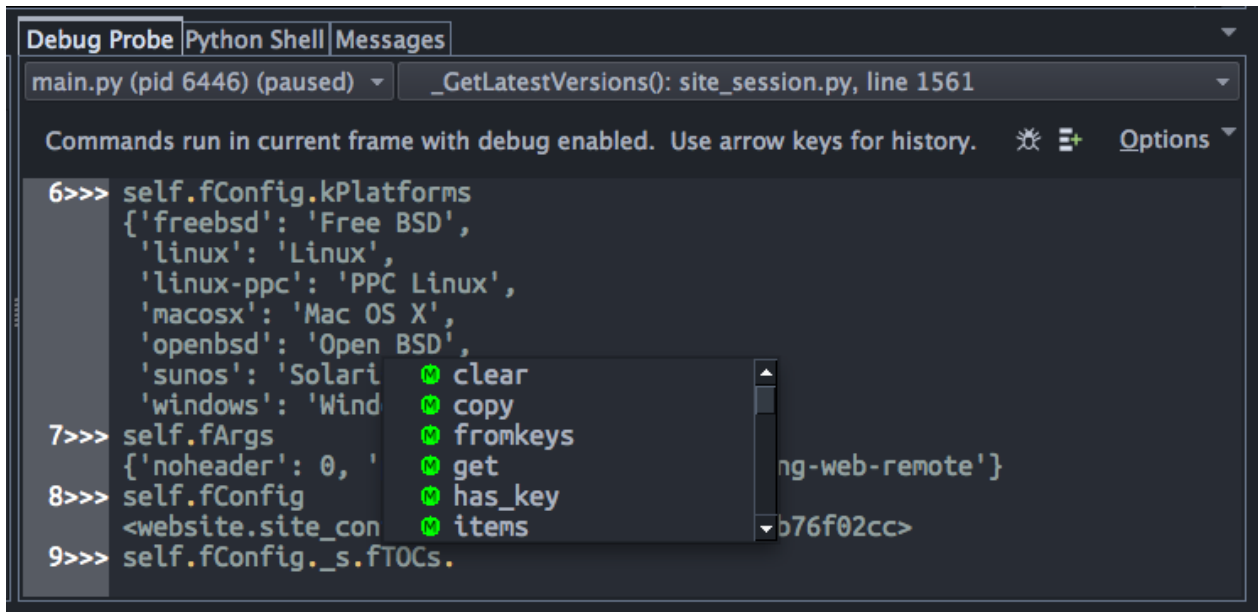 Debug Probe Python Shell Messages
main.py (pid 6446) (paused) _GetLatestVersions(): site_session.py, line 1561
Commands run in current frame with debug enabled. Use arrow keys for history. Options
6>>> self.fConfig.kPlatforms
{'freebsd': 'Free BSD',
'linux': 'Linux',
'linux-ppc': 'PPC Linux',
'macosx': 'Mac OS X',
'openbsd': 'Open BSD',
'sunos': 'Solari
clear
'windows': 'Wind
copy
7>>> self.fArgs
fromkeys
{'noheader': 0, '
get
ng-web-remote'}
8>>> self.fConfig
has_key
<website.site_con
items
b76f02cc>
9>>> self.fConfig._s.fTOCs.